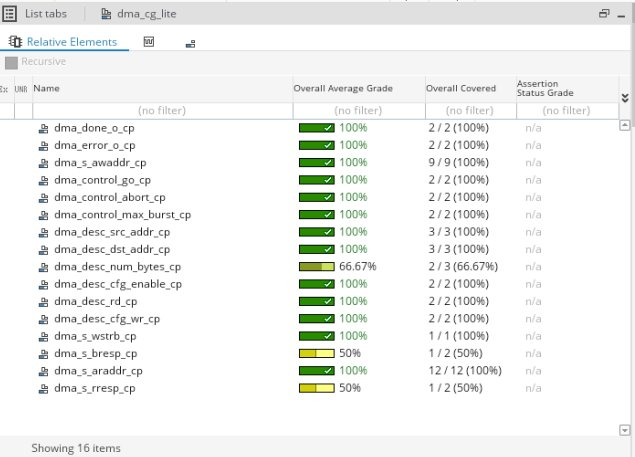 List tabs dma_cg_lite
Relative Elements
Recursive
Ex UNR Name Overall Average Grade Overall Covered Assertion Status Grade
(no filter) (no filter) (no filter) (no filter)
dma_done_o_cp 100% 2 / 2 (100%) n/a
dma_error_o_cp 100% 2 / 2 (100%) n/a
dma_s_awaddr_cp 100% 9 / 9 (100%) n/a
dma_control_go_cp 100% 2 / 2 (100%) n/a
dma_control_abort_cp 100% 2 / 2 (100%) n/a
dma_control_max_burst_cp 100% 2 / 2 (100%) n/a
dma_desc_src_addr_cp 100% 3 / 3 (100%) n/a
dma_desc_dst_addr_cp 100% 3 / 3 (100%) n/a
dma_desc_num_bytes_cp 66.67% 2 / 3 (66.67%) n/a
dma_desc_cfg_enable_cp 100% 2 / 2 (100%) n/a
dma_desc_rd_cp 100% 2 / 2 (100%) n/a
dma_desc_cfg_wr_cp 100% 2 / 2 (100%) n/a
dma_s_wstrb_cp 100% 1 / 1 (100%) n/a
dma_s_bresp_cp 50% 1 / 2 (50%) n/a
dma_s_araddr_cp 100% 12 / 12 (100%) n/a
dma_s_rresp_cp 50% 1 / 2 (50%) n/a
Showing 16 items